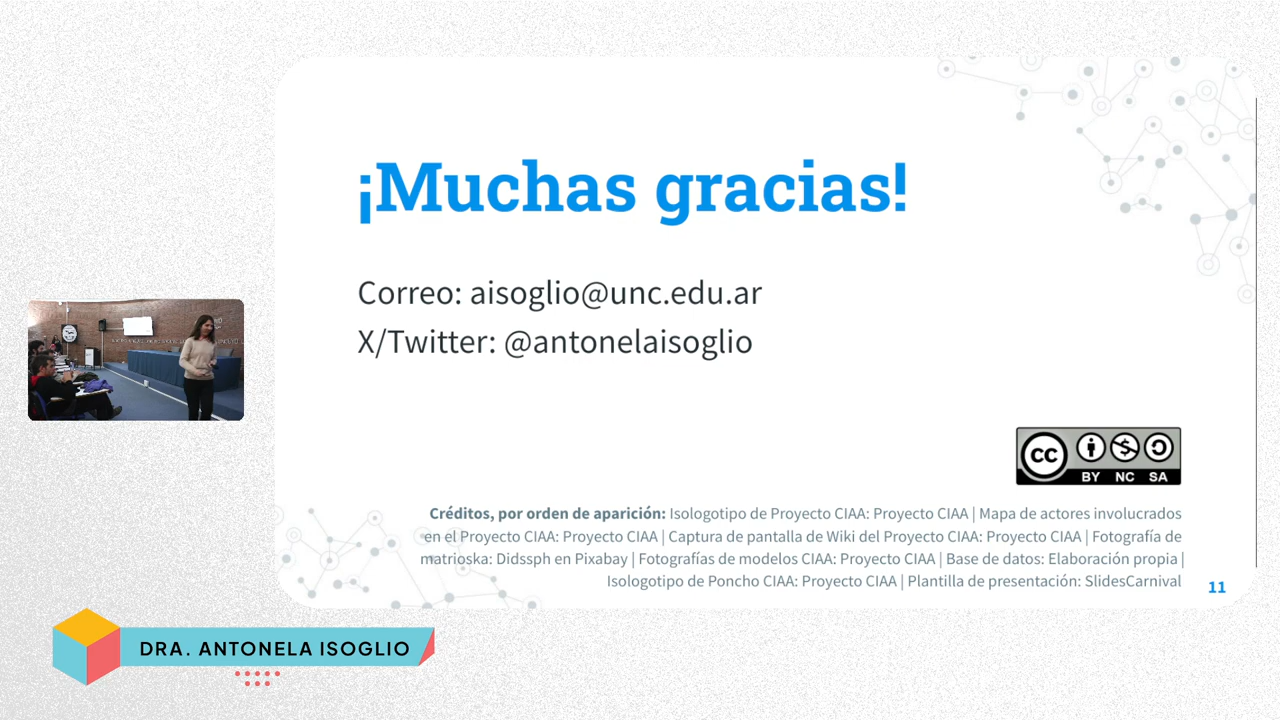 ¡Muchas gracias!
Correo: aisoglio@unc.edu.ar
X/Twitter: @antonelaisoglio
CC
BY NC SA
Créditos, por orden de aparición: Isologotipo de Proyecto CIAA: Proyecto CIAA | Mapa de actores involucrados
en el Proyecto CIAA: Proyecto CIAA | Captura de pantalla de Wiki del Proyecto CIAA: Proyecto CIAA | Fotografía de
matrioska: Didssph en Pixabay | Fotografías de modelos CIAA: Proyecto CIAA | Base de datos: Elaboración propia |
Isologotipo de Poncho CIAA: Proyecto CIAA | Plantilla de presentación: SlidesCarnival
11
DRA. ANTONELA ISOGLIO